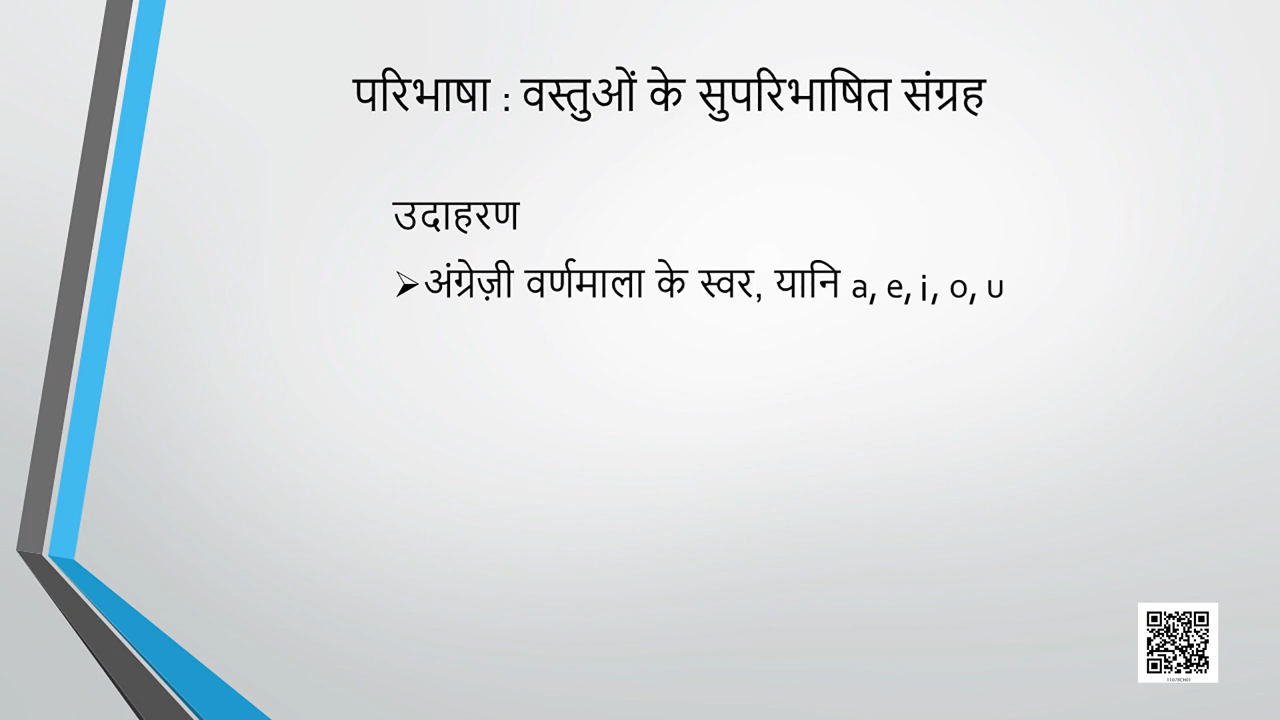 परिभाषा : वस्तुओं के सुपरिभाषित संग्रह
उदाहरण
➢अंग्रेज़ी वर्णमाला के स्वर, यानि a, e, i, o, u